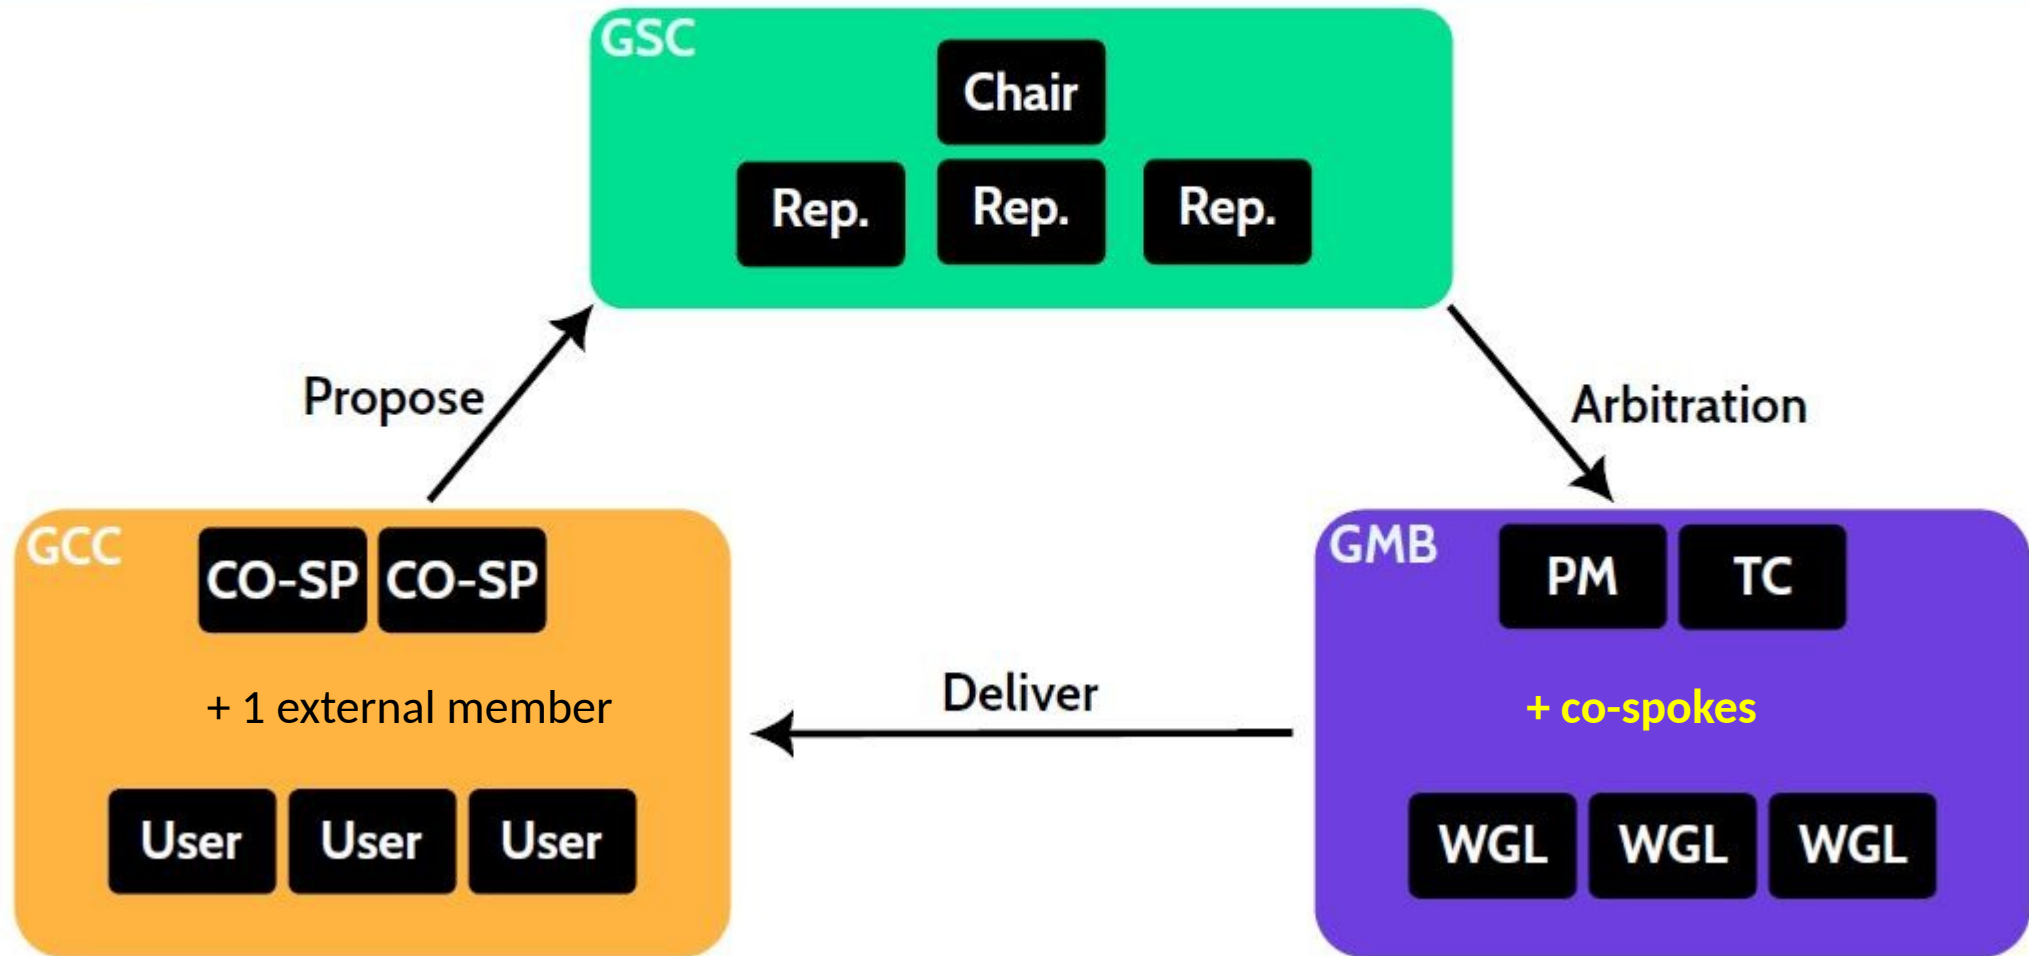 GSC
Chair
Rep. Rep. Rep.
Propose
Arbitration
GCC
CO-SP CO-SP
+ 1 external member
User User User
Deliver
GMB
PM TC
+ co-spokes
WGL WGL WGL